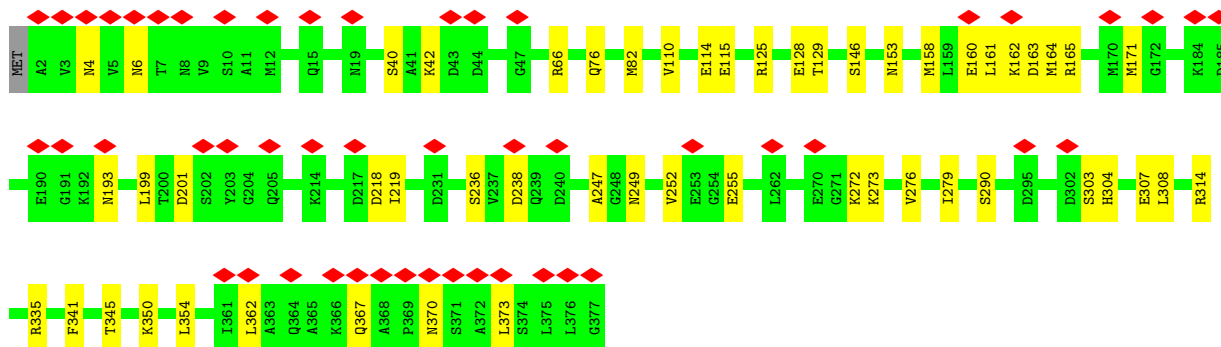 MET A2 V3 N4 V5 N6 T7 N8 V9 S10 A11 M12 Q15 N19 S40 A41 K42 D43 D44 G47 R66 Q76 M82 V110 E114 E115 R125 E128 T129 S146 N153 M158 L159 E160 L161 K162 D163 M164 R165 M170 M171 G172 K184
E190 G191 K192 N193 L199 T200 D201 S202 Y203 G204 Q205 K214 D217 D218 I219 D231 S236 V237 D238 Q239 D240 A247 G248 N249 V252 E253 G254 E255 L262 E270 G271 K272 K273 V276 I279 S290 D295 D302 S303 H304 E307 L308 R314
R335 F341 T345 K350 L354 I361 L362 A363 Q364 A365 K366 Q367 A368 P369 N370 S371 A372 L373 S374 L375 L376 G377